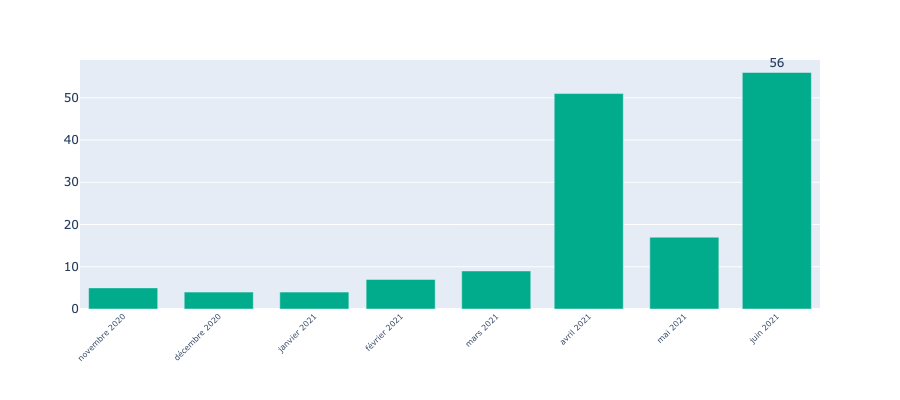 56
50
40
30
20
10
0
novembre 2020
décembre 2020
janvier 2021
février 2021
mars 2021
avril 2021
mai 2021
juin 2021